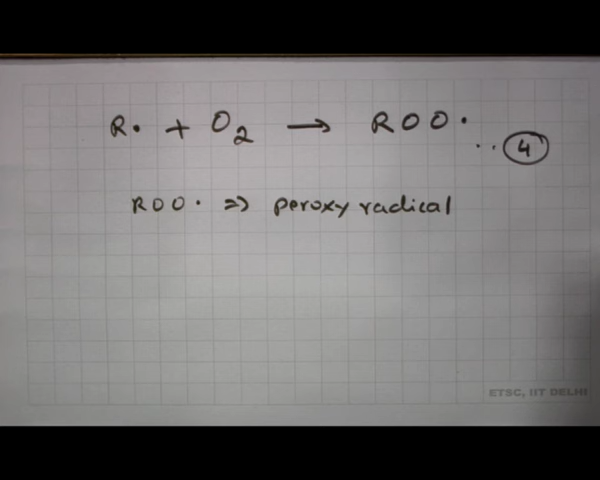 R• + O₂ → ROO•
.. 4
ROO• ⇒ peroxy radical
ETSC, IIT DELHI